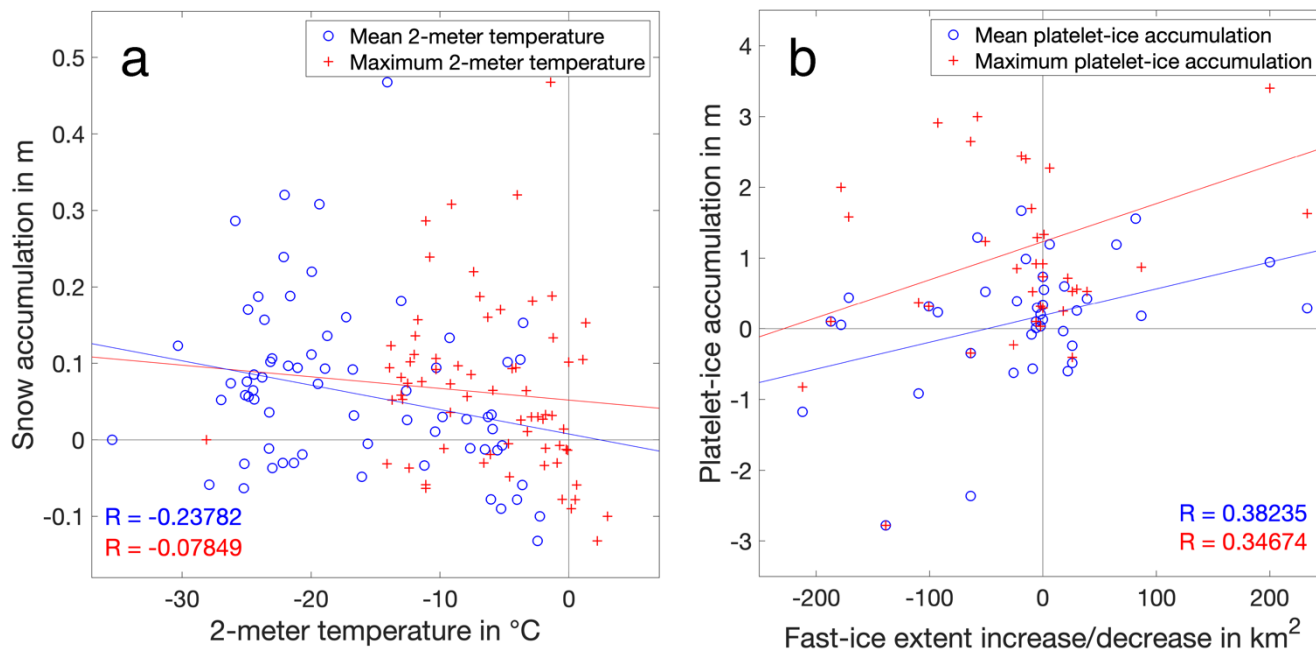 a
Mean 2-meter temperature
Maximum 2-meter temperature
Snow accumulation in m
0.5
0.4
0.3
0.2
0.1
0
-0.1
R = -0.23782
R = -0.07849
-30
-20
-10
0
2-meter temperature in °C
b
Mean platelet-ice accumulation
Maximum platelet-ice accumulation
Platelet-ice accumulation in m
4
3
2
1
0
-1
-2
-3
R = 0.38235
R = 0.34674
-200
-100
0
100
200
Fast-ice extent increase/decrease in km²